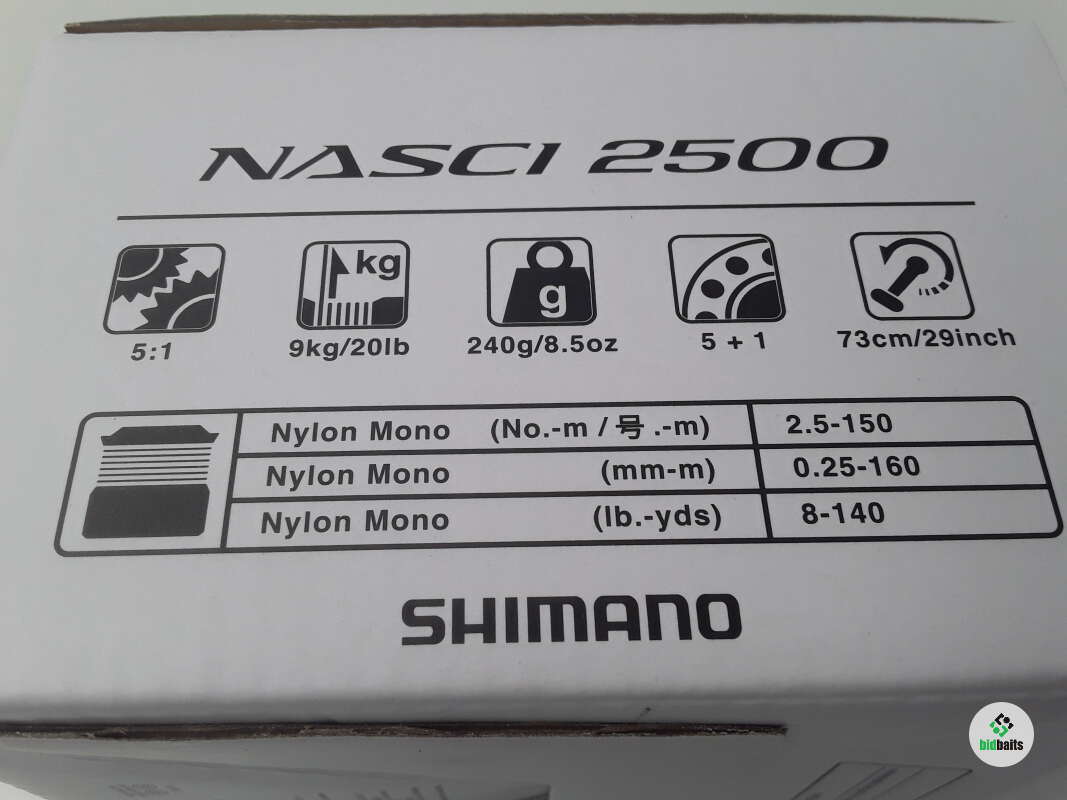 NASCI 2500
kg
g
5:1
9kg/20lb
240g/8.5oz
5 + 1
73cm/29inch
Nylon Mono (No.-m / 号.-m) 2.5-150
Nylon Mono (mm-m) 0.25-160
Nylon Mono (lb.-yds) 8-140
SHIMANO
bidbaits